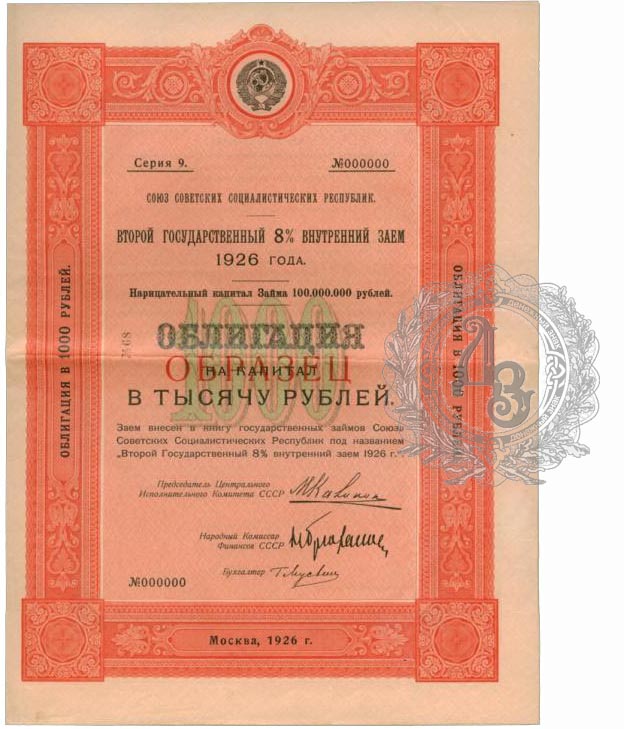 Серия 9. №000000
СОЮЗ СОВЕТСКИХ СОЦИАЛИСТИЧЕСКИХ РЕСПУБЛИК.
ВТОРОЙ ГОСУДАРСТВЕННЫЙ 8% ВНУТРЕННИЙ ЗАЕМ
1926 ГОДА.
Нарицательный капитал Займа 100.000.000 рублей.
1000
ОБЛИГАЦИЯ
ОБРАЗЕЦ
НА КАПИТАЛ
В ТЫСЯЧУ РУБЛЕЙ.
Заем внесен в книгу государственных займов Союза
Советских Социалистических Республик под названием
„Второй Государственный 8% внутренний заем 1926 г.
Председатель Центрального
Исполнительного Комитета СССР
М Калинин
Народный Комиссар
Финансов СССР
Бухгалтер
№000000
Москва, 1926 г.
ОБЛИГАЦИЯ В 1000 РУБЛЕЙ.
ОБЛИГАЦИЯ В 1000 РУБЛЕЙ.
ДЗ